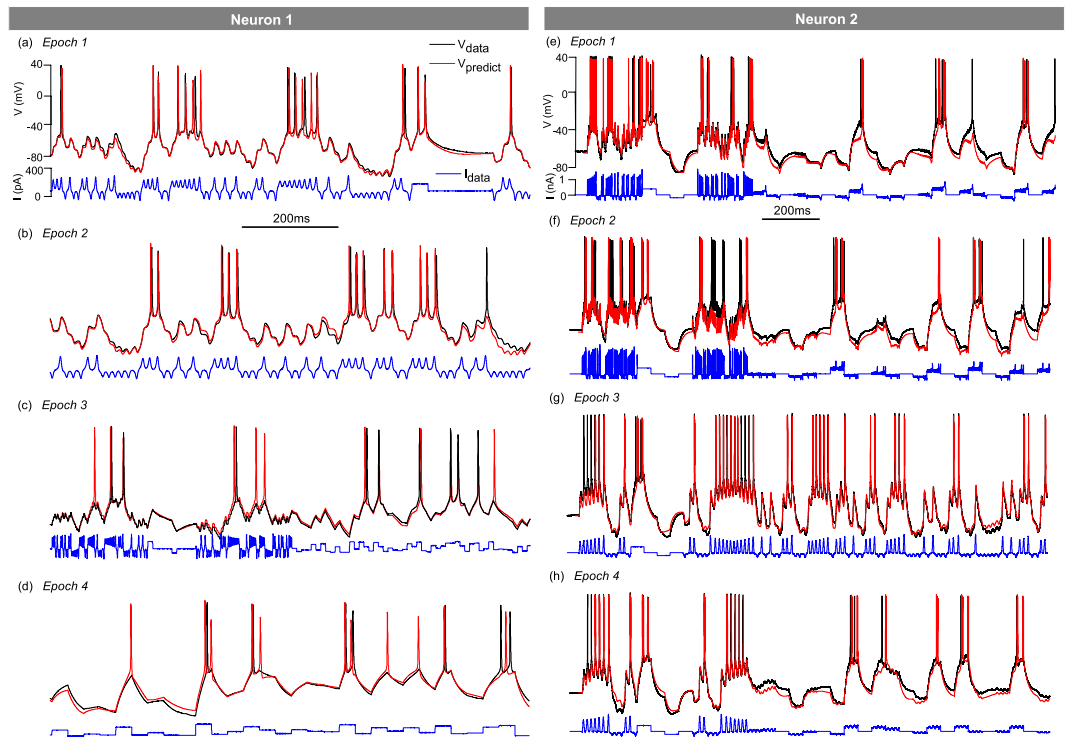 Neuron 1
Neuron 2
(a) Epoch 1
V_data
V_predict
40
0
-40
-80
V (mV)
400
0
I (pA)
I_data
200ms
(b) Epoch 2
(c) Epoch 3
(d) Epoch 4
(e) Epoch 1
40
0
-40
-80
V (mV)
1
0
I (nA)
200ms
(f) Epoch 2
(g) Epoch 3
(h) Epoch 4